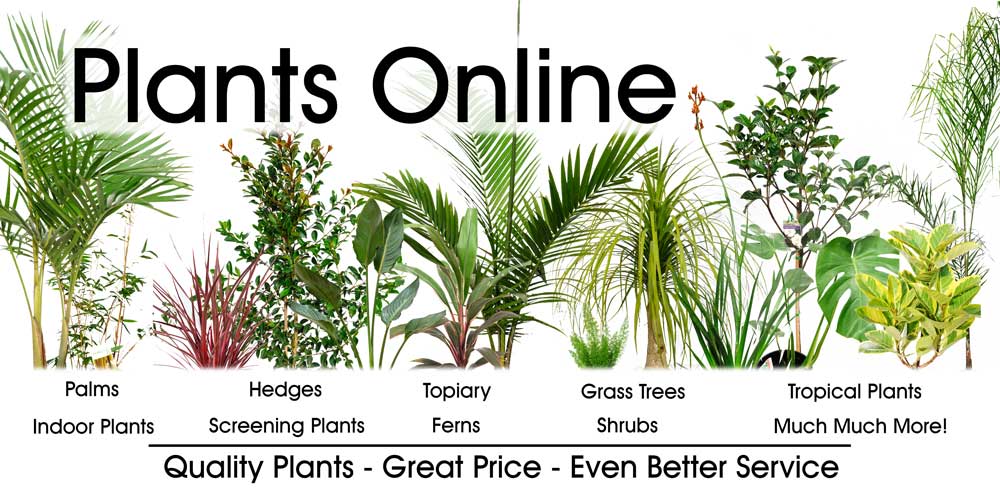 Plants Online
Palms Hedges Topiary Grass Trees Tropical Plants
Indoor Plants Screening Plants Ferns Shrubs Much Much More!
Quality Plants - Great Price - Even Better Service